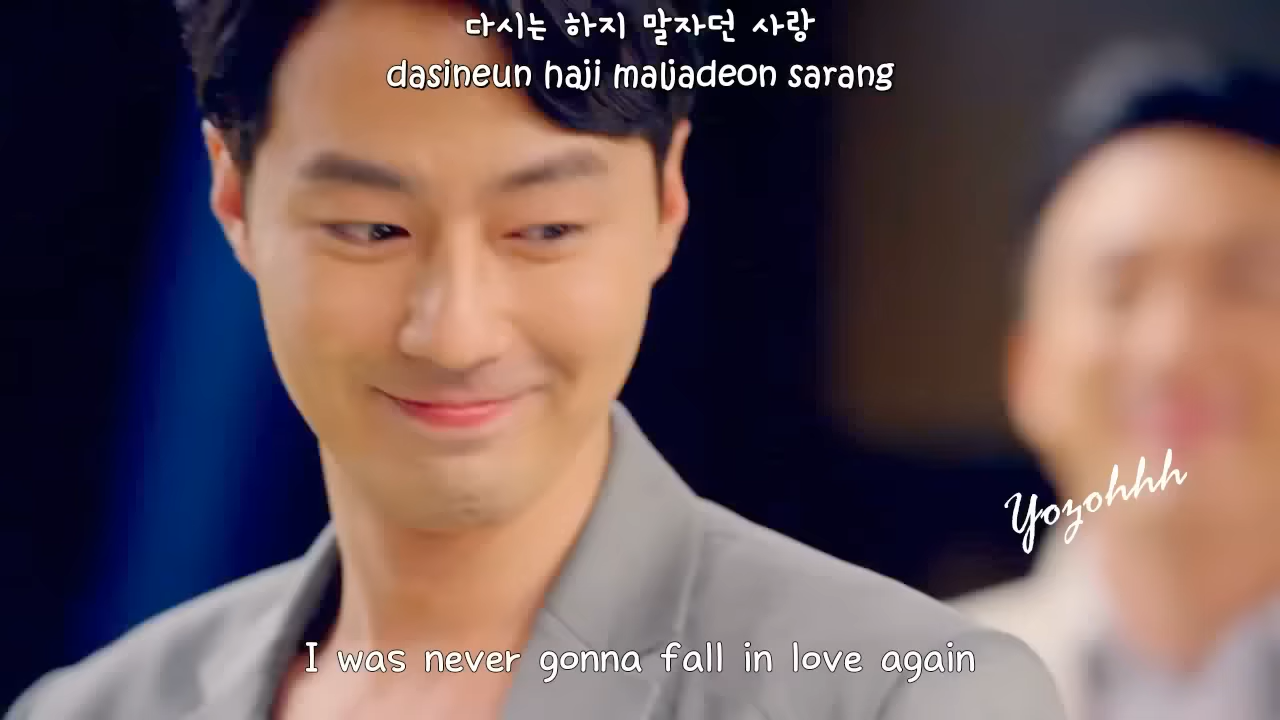 다시는 하지 말자던 사랑
dasineun haji maljadeon sarang
Yozohhh
I was never gonna fall in love again